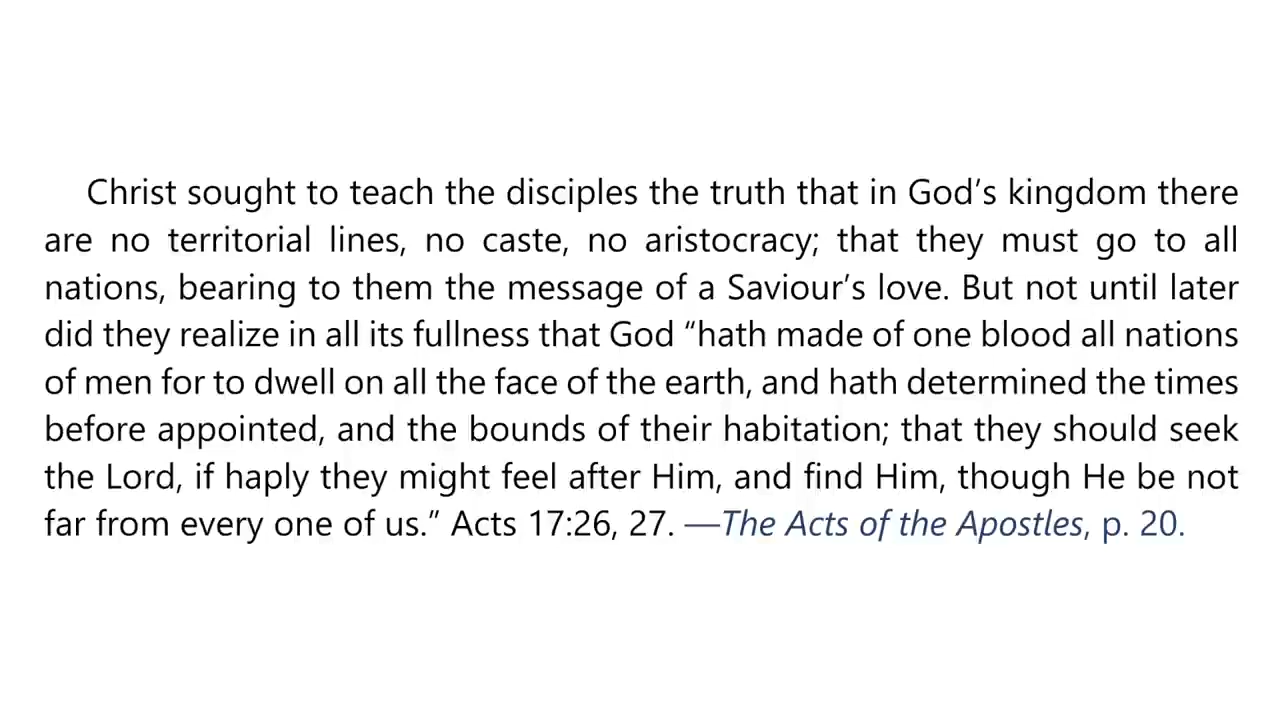 Christ sought to teach the disciples the truth that in God’s kingdom there
are no territorial lines, no caste, no aristocracy; that they must go to all
nations, bearing to them the message of a Saviour’s love. But not until later
did they realize in all its fullness that God “hath made of one blood all nations
of men for to dwell on all the face of the earth, and hath determined the times
before appointed, and the bounds of their habitation; that they should seek
the Lord, if haply they might feel after Him, and find Him, though He be not
far from every one of us.” Acts 17:26, 27. —The Acts of the Apostles, p. 20.